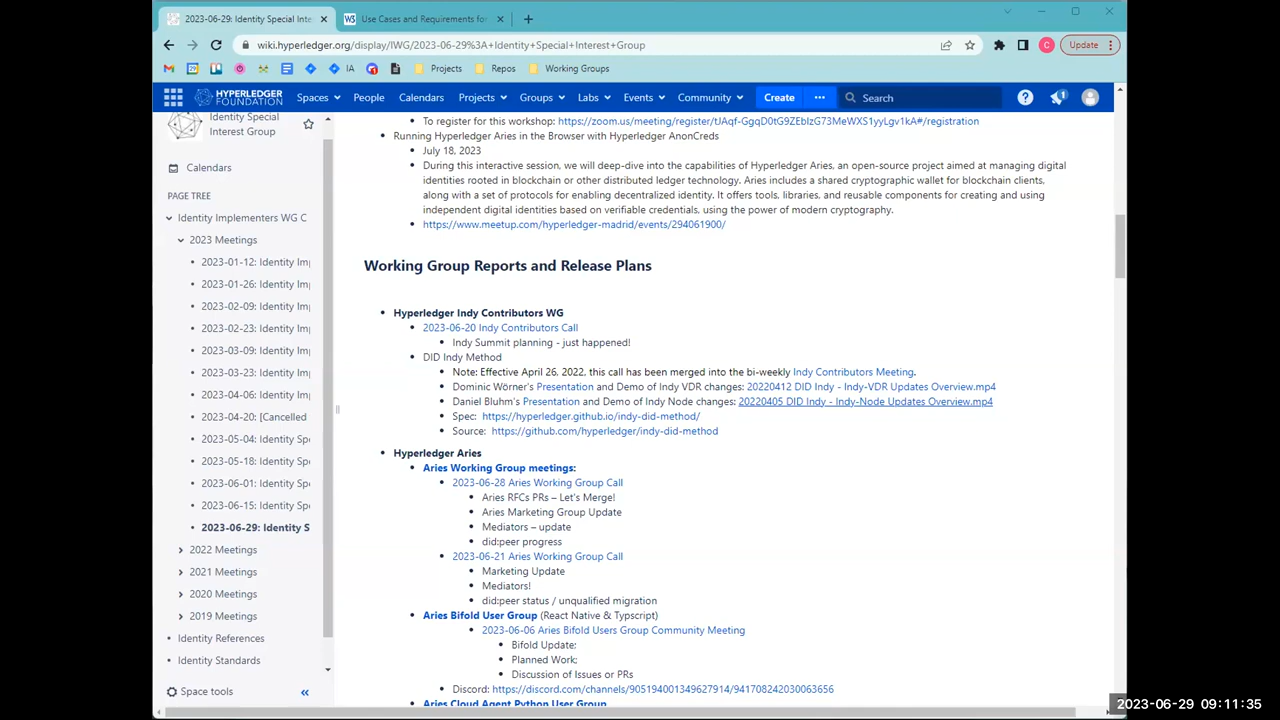 2023-06-29: Identity Special Inte
Use Cases and Requirements for
wiki.hyperledger.org/display/IWG/2023-06-29%3A+Identity+Special+Interest+Group
C
Update
IA
Projects
Repos
Working Groups
HYPERLEDGER FOUNDATION
Spaces
People
Calendars
Projects
Groups
Labs
Events
Community
Create
Search
1
Identity Special
Interest Group
Calendars
PAGE TREE
Identity Implementers WG C
2023 Meetings
2023-01-12: Identity Imp
2023-01-26: Identity Imp
2023-02-09: Identity Imp
2023-02-23: Identity Imp
2023-03-09: Identity Imp
2023-03-23: Identity Imp
2023-04-06: Identity Imp
2023-04-20: [Cancelled
2023-05-04: Identity Spe
2023-05-18: Identity Spe
2023-06-01: Identity Spe
2023-06-15: Identity Spe
2023-06-29: Identity S
2022 Meetings
2021 Meetings
2020 Meetings
2019 Meetings
Identity References
Identity Standards
Space tools
To register for this workshop:
Running Hyperledger Aries in the Browser with Hyperledger AnonCreds
July 18, 2023
During this interactive session, we will deep-dive into the capabilities of Hyperledger Aries, an open-source project aimed at managing digital
identities rooted in blockchain or other distributed ledger technology. Aries includes a shared cryptographic wallet for blockchain clients,
along with a set of protocols for enabling decentralized identity. It offers tools, libraries, and reusable components for creating and using
independent digital identities based on verifiable credentials, using the power of modern cryptography.
https://www.meetup.com/hyperledger-madrid/events/294061900/
Working Group Reports and Release Plans
Hyperledger Indy Contributors WG
2023-06-20 Indy Contributors Call
Indy Summit planning - just happened!
DID Indy Method
Note: Effective April 26, 2022, this call has been merged into the bi-weekly Indy Contributors Meeting.
Dominic Wörner's Presentation and Demo of Indy VDR changes: 20220412 DID Indy - Indy-VDR Updates Overview.mp4
Daniel Bluhm's Presentation and Demo of Indy Node changes: 20220405 DID Indy - Indy-Node Updates Overview.mp4
Spec: https://hyperledger.github.io/indy-did-method/
Source: https://github.com/hyperledger/indy-did-method
Hyperledger Aries
Aries Working Group meetings:
2023-06-28 Aries Working Group Call
Aries RFCs PRs – Let's Merge!
Aries Marketing Group Update
Mediators – update
did:peer progress
2023-06-21 Aries Working Group Call
Marketing Update
Mediators!
did:peer status / unqualified migration
Aries Bifold User Group (React Native & Typscript)
2023-06-06 Aries Bifold Users Group Community Meeting
Bifold Update;
Planned Work;
Discussion of Issues or PRs
Discord: https://discord.com/channels/905194001349627914/941708242030063656
Aries Cloud Agent Python User Group
2023-06-29 09:11:35